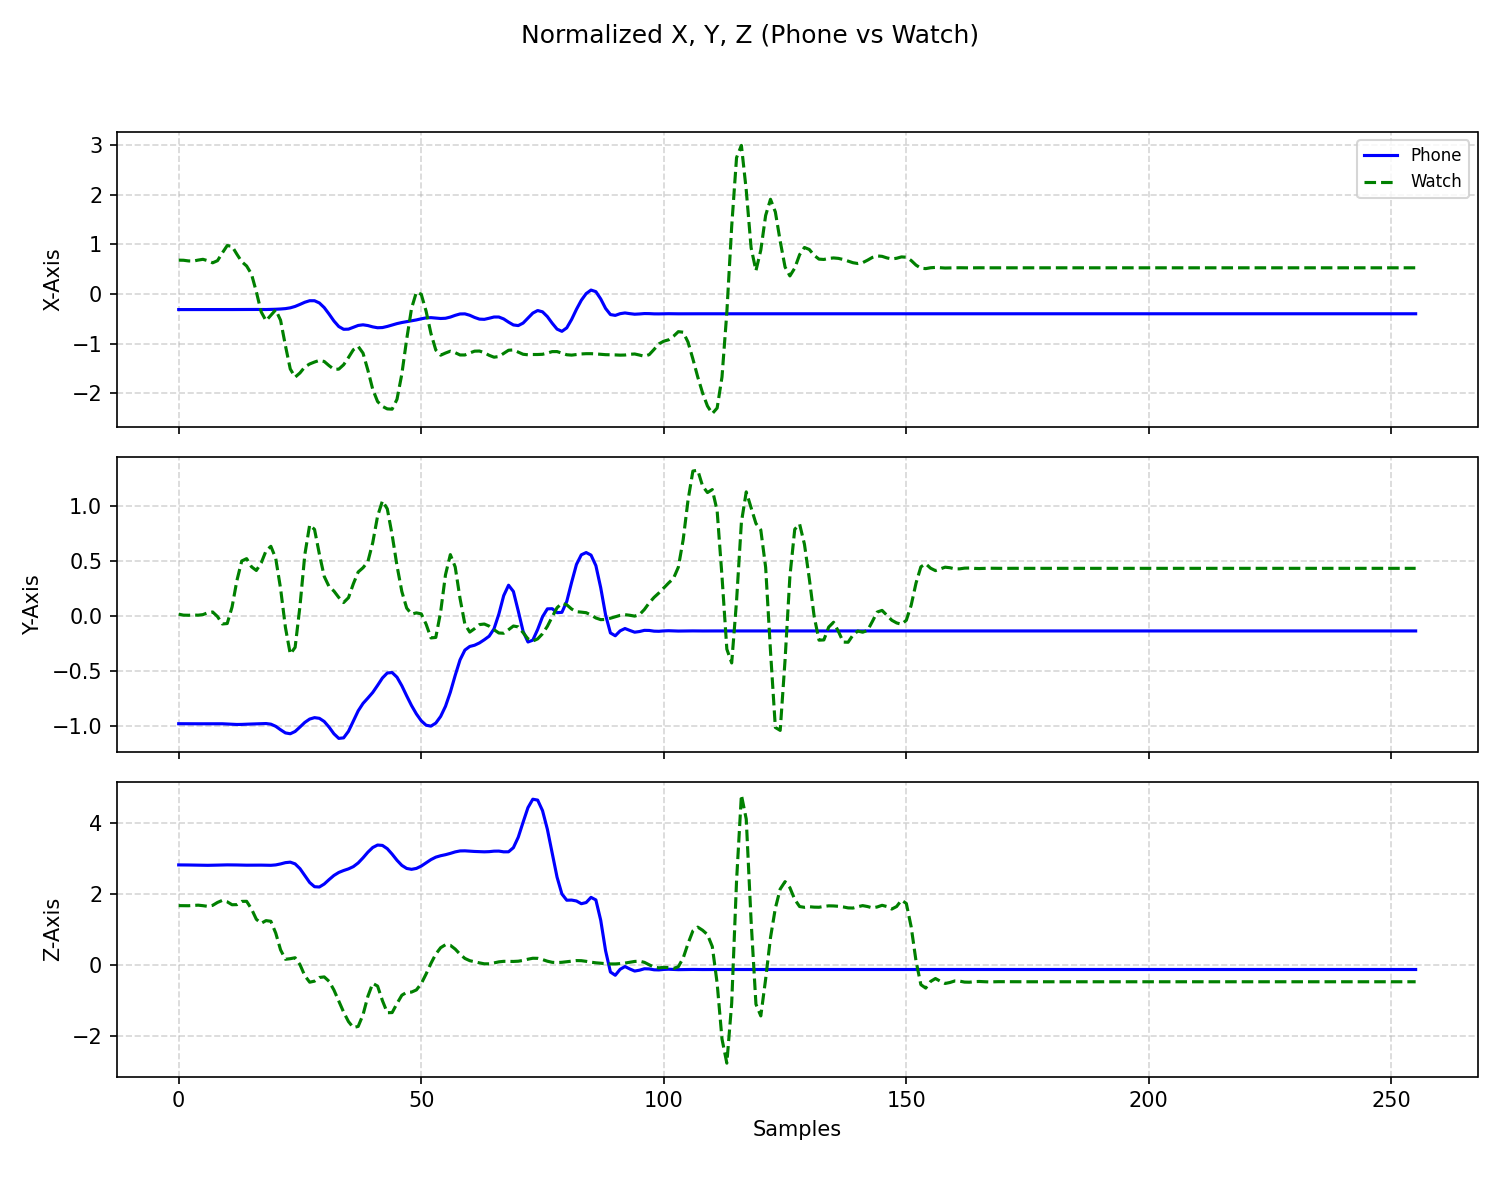 Normalized X, Y, Z (Phone vs Watch)
3
2
1
0
−1
−2
X-Axis
Phone
Watch
1.0
0.5
0.0
−0.5
−1.0
Y-Axis
4
2
0
−2
Z-Axis
0 50 100 150 200 250
Samples